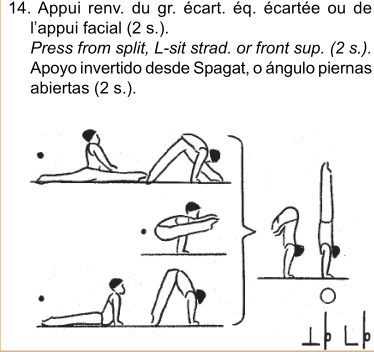 14. Appui renv. du gr. écart. éq. écartée ou de
l'appui facial (2 s.).
Press from split, L-sit strad. or front sup. (2 s.).
Apoyo invertido desde Spagat, o ángulo piernas
abiertas (2 s.).